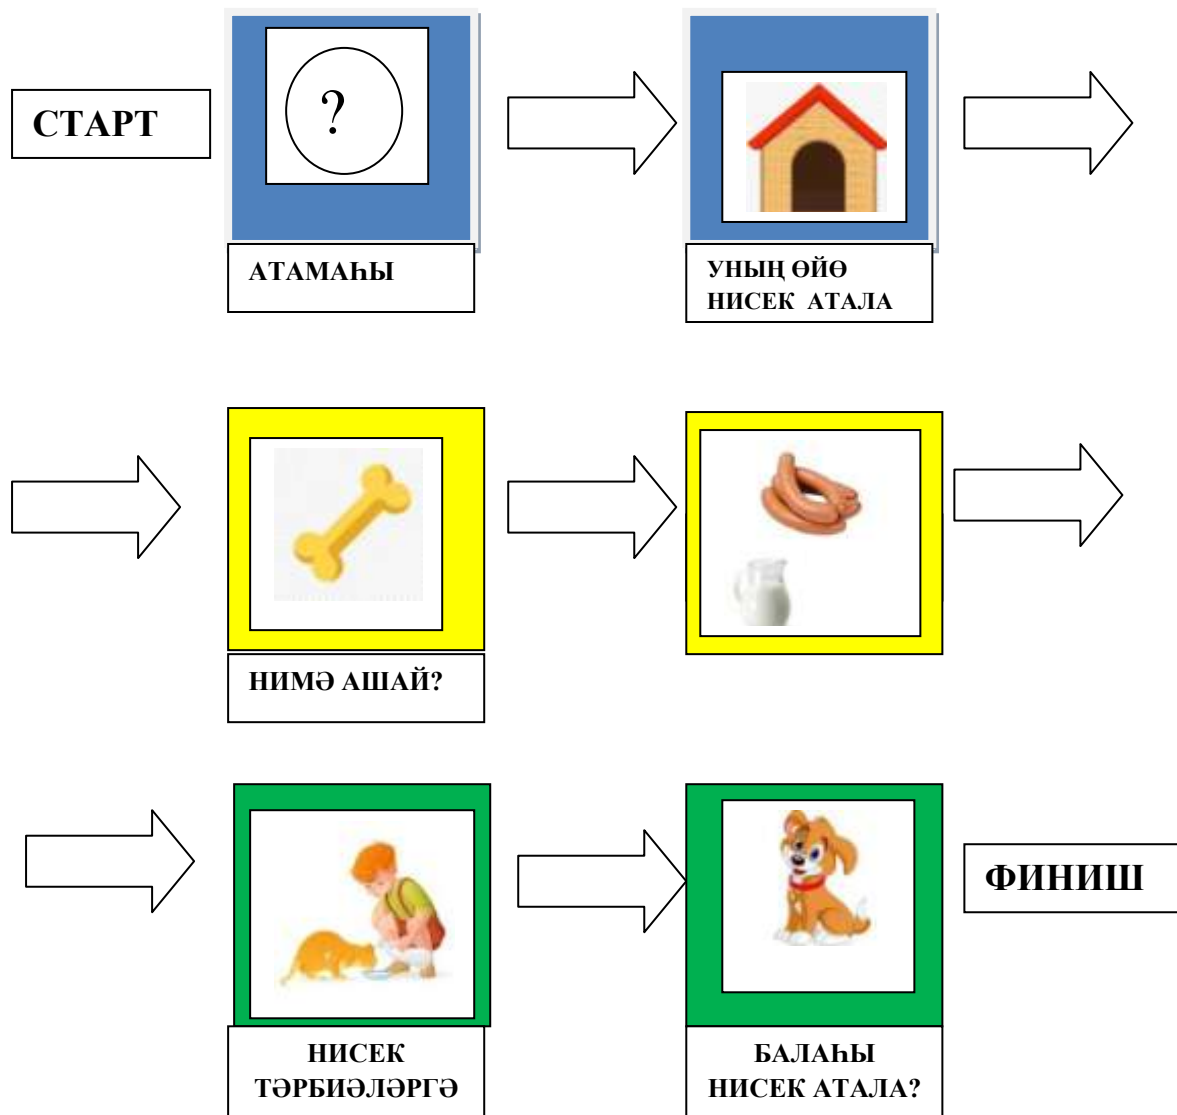 СТАРТ
?
АТАМАҺЫ
УНЫҢ ӨЙӨ
НИСЕК АТАЛА
НИМӘ АШАЙ?
НИСЕК
ТӘРБИӘЛӘРГӘ
БАЛАҺЫ
НИСЕК АТАЛА?
ФИНИШ